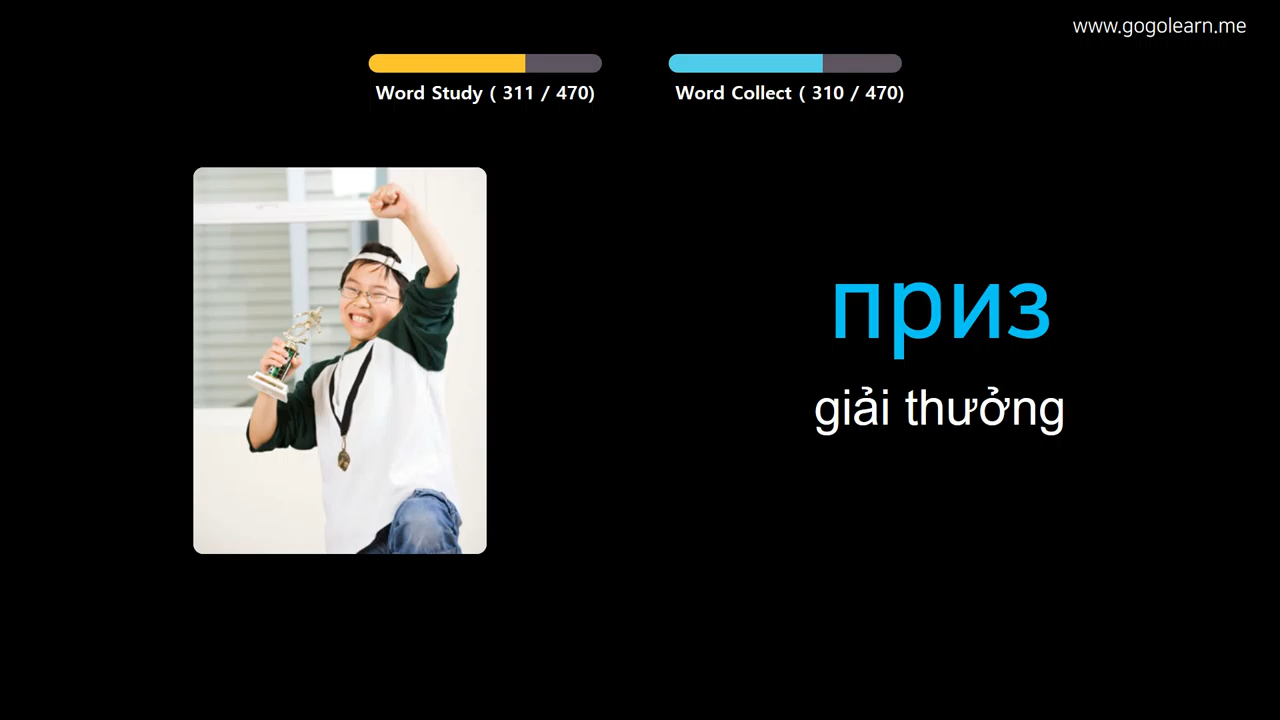 www.gogolearn.me
Word Study ( 311 / 470)
Word Collect ( 310 / 470)
приз
giải thưởng